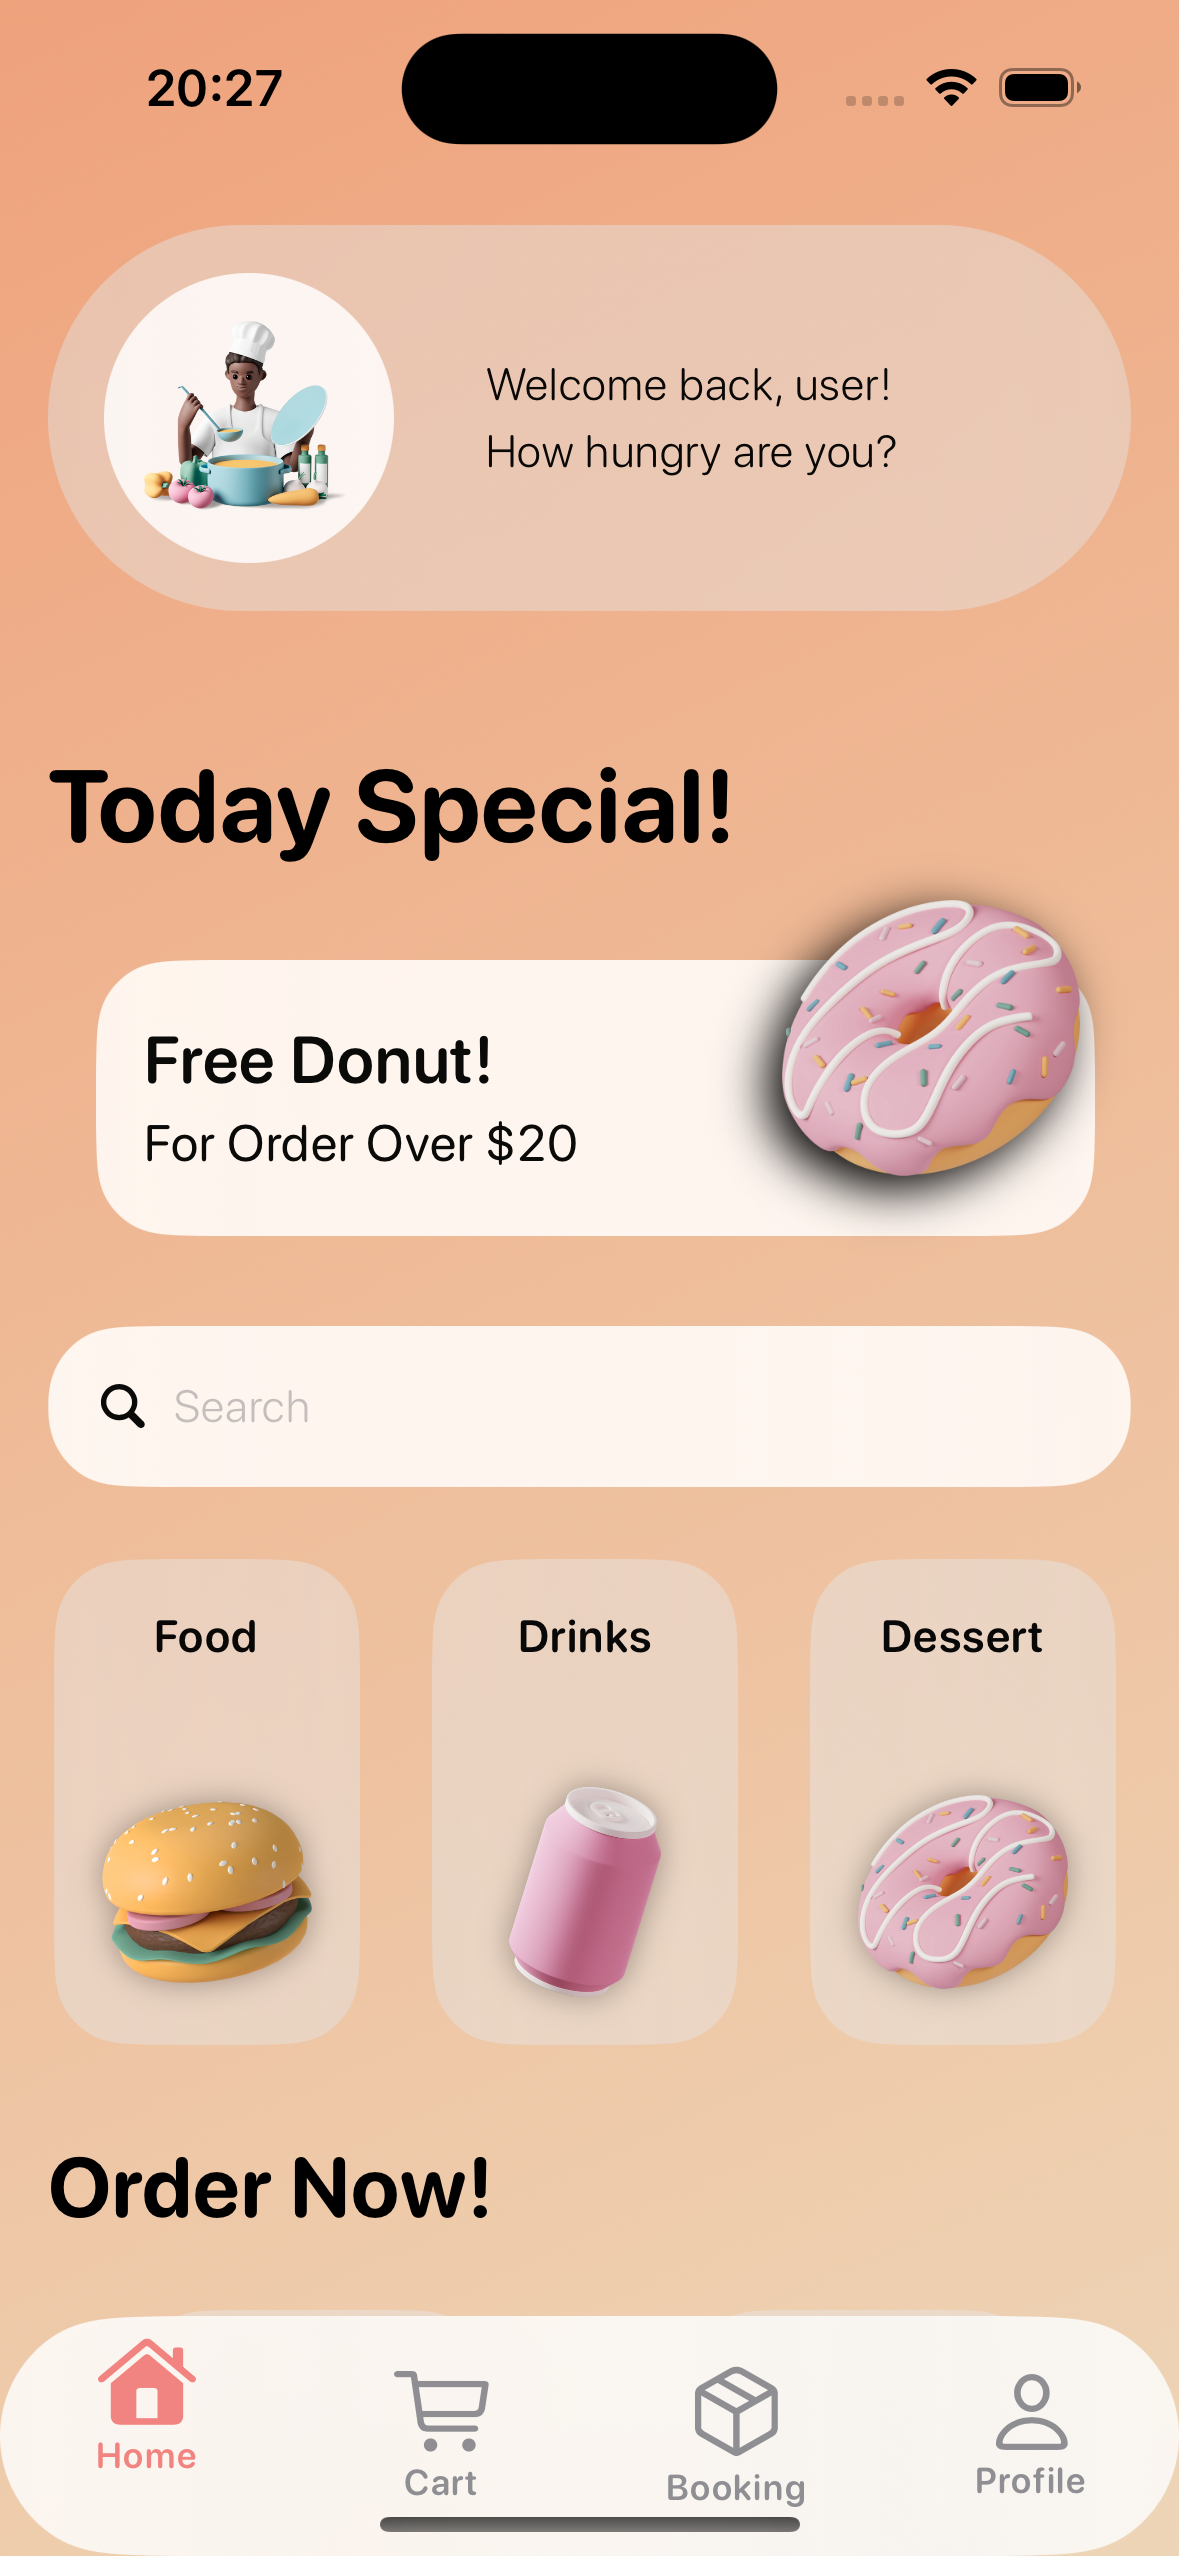 20:27
Welcome back, user!
How hungry are you?
Today Special!
Free Donut!
For Order Over $20
Search
Food
Drinks
Dessert
Order Now!
Home
Cart
Booking
Profile